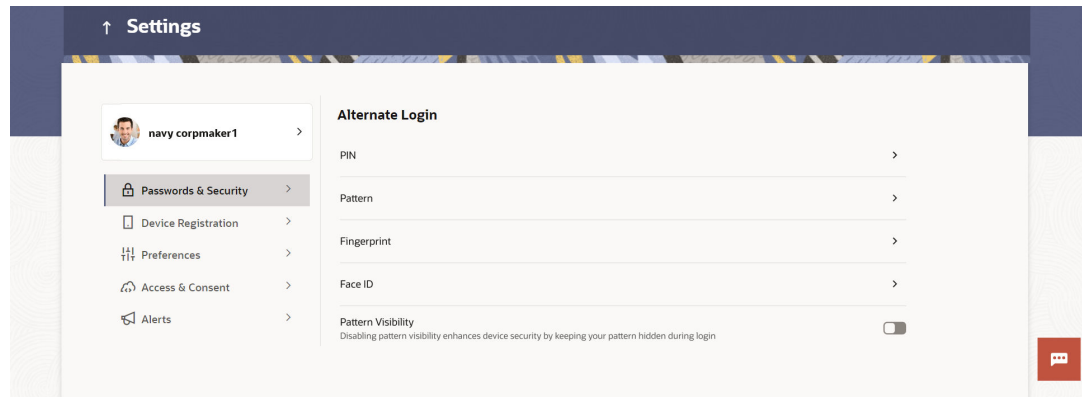 Settings
navy corpmaker1
Passwords & Security
Device Registration
Preferences
Access & Consent
Alerts
Alternate Login
PIN
Pattern
Fingerprint
Face ID
Pattern Visibility
Disabling pattern visibility enhances device security by keeping your pattern hidden during login